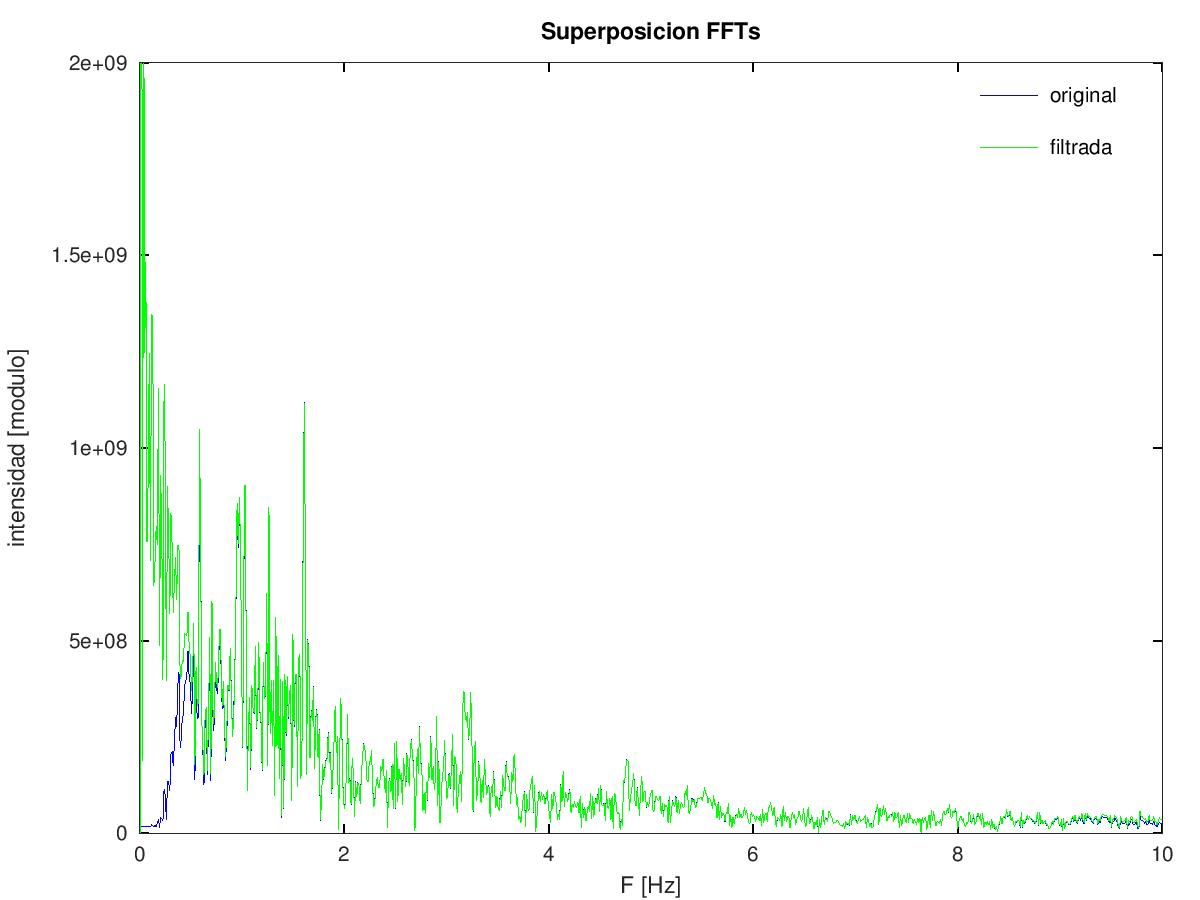 Superposicion FFTs
2e+09
1.5e+09
1e+09
5e+08
0
intensidad [modulo]
original
filtrada
0 2 4 6 8 10
F [Hz]